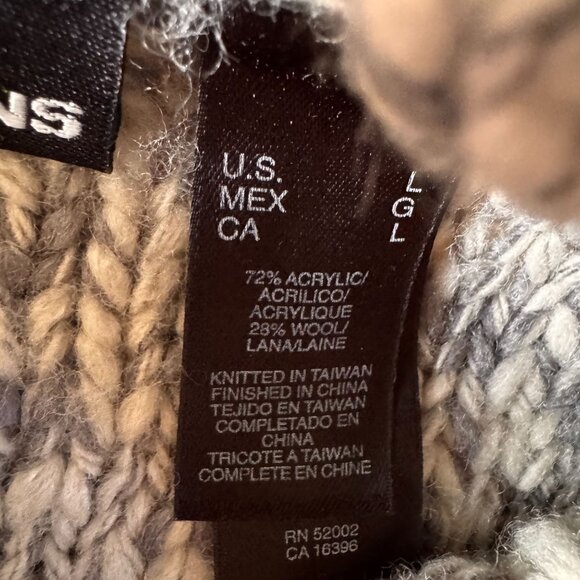 NS
U.S. L
MEX G
CA L
72% ACRYLIC/
ACRILICO/
ACRYLIQUE
28% WOOL/
LANA/LAINE
KNITTED IN TAIWAN
FINISHED IN CHINA
TEJIDO EN TAIWAN
COMPLETADO EN
CHINA
TRICOTE A TAIWAN
COMPLETE EN CHINE
RN 52002
CA 16396